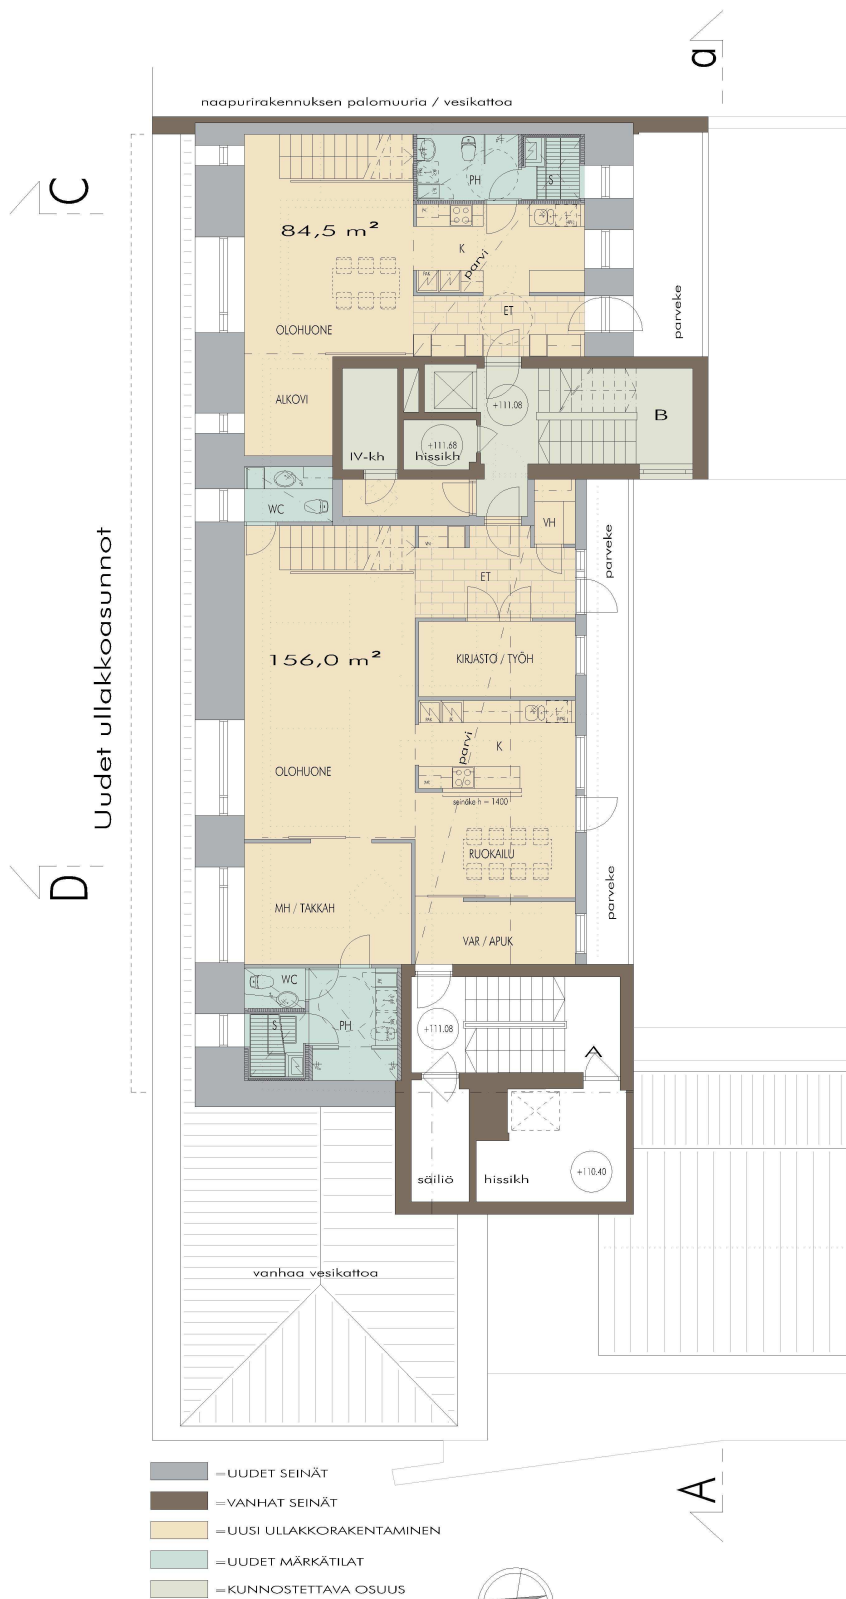 a
naapurirakennuksen palomuuria / vesikattoa
C
PH
S
84,5 m²
K
parvi
parveke
ET
OLOHUONE
ALKOVI
+111.08
B
+111.68
IV-kh
hissikh
WC
VH
parveke
ET
Uudet ullakkoasunnot
156,0 m²
KIRJASTO / TYÖH
parvi
K
OLOHUONE
seinäke h = 1400
RUOKAILU
D
parveke
MH / TAKKAH
VAR / APUK
WC
S
PH
+111.08
A
+110.40
säiliö
hissikh
vanhaa vesikattoa
=UUDET SEINÄT
A
=VANHAT SEINÄT
=UUSI ULLAKKORAKENTAMINEN
=UUDET MÄRKÄTILAT
=KUNNOSTETTAVA OSUUS